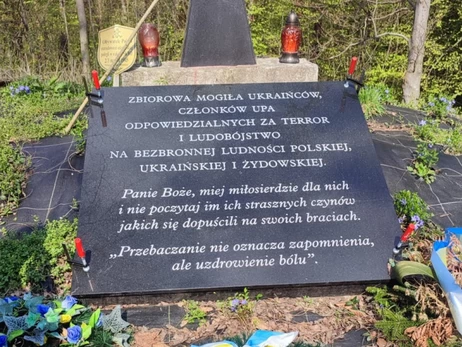 ZBIOROWA MOGIŁA UKRAIŃCÓW,
CZŁONKÓW UPA
ODPOWIEDZIALNYCH ZA TERROR
I LUDOBÓJSTWO
NA BEZBRONNEJ LUDNOŚCI POLSKIEJ,
UKRAIŃSKIEJ I ŻYDOWSKIEJ.
Panie Boże, miej miłosierdzie dla nich
i nie poczytaj im ich strasznych czynów
jakich się dopuścili na swoich braciach.
„Przebaczanie nie oznacza zapomnienia,
ale uzdrowienie bólu”.